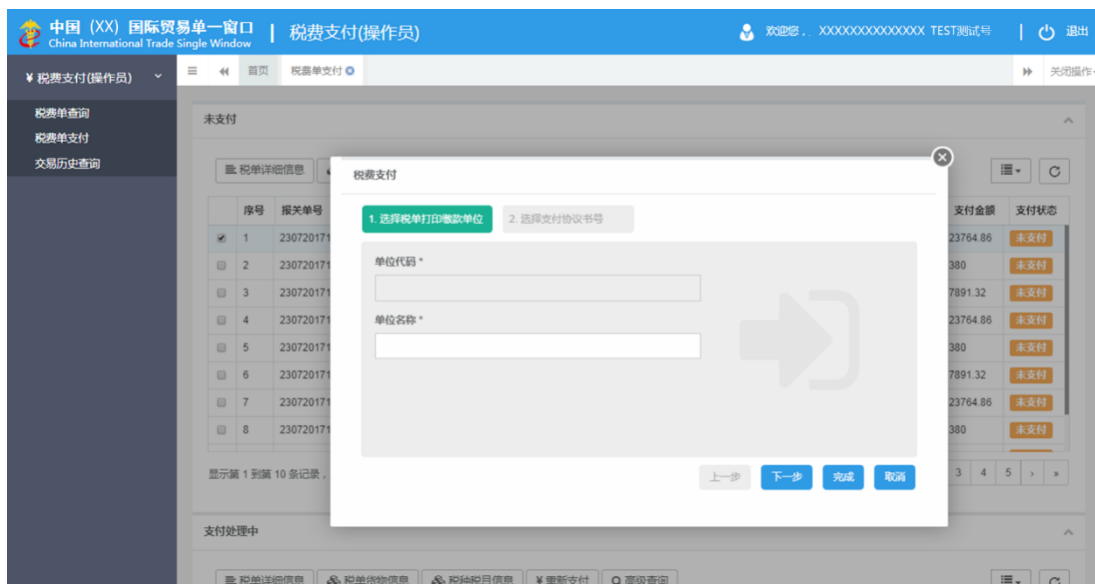 中国（XX）国际贸易单一窗口 | 税费支付(操作员)
China International Trade Single Window
欢迎您，. XXXXXXXXXXXXXX TEST测试号 | 退出
¥ 税费支付(操作员)
首页 税费单支付 关闭操作
税费单查询
税费单支付
交易历史查询
未支付
税单详细信息
税费支付
序号 报关单号 支付金额 支付状态
1. 选择税单打印缴款单位 2. 选择支付协议书号
1 230720171 23764.86 未支付
单位代码 *
2 230720171 380 未支付
3 230720171 7891.32 未支付
单位名称 *
4 230720171 23764.86 未支付
5 230720171 380 未支付
6 230720171 7891.32 未支付
7 230720171 23764.86 未支付
8 230720171 380 未支付
显示第 1 到第 10 条记录， 3 4 5 › »
上一步 下一步 完成 取消
支付处理中
税单详细信息 税单货物信息 税种税目信息 ¥ 重新支付 高级查询